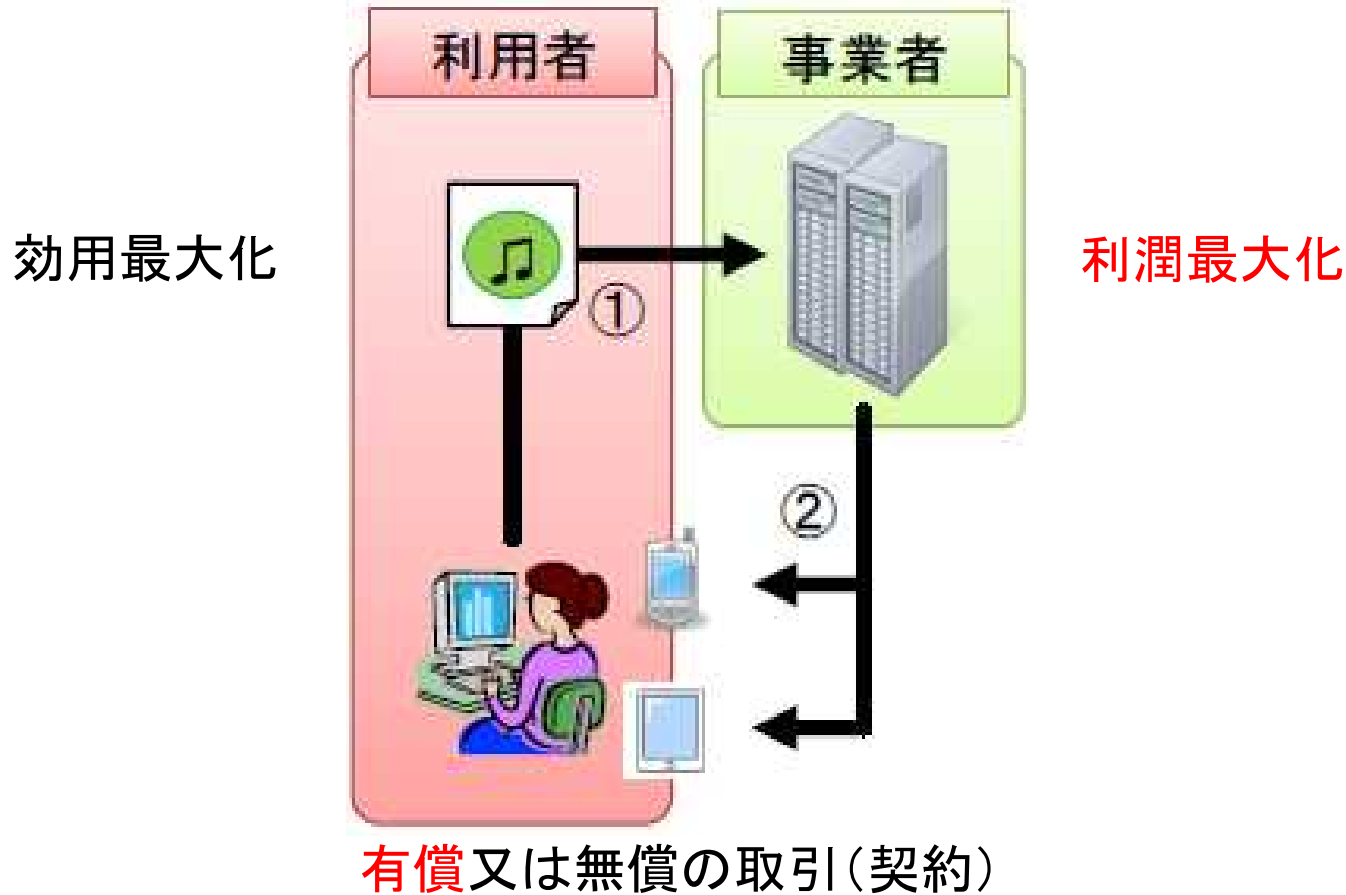 利用者
事業者
効用最大化
利潤最大化
①
②
有償又は無償の取引（契約）